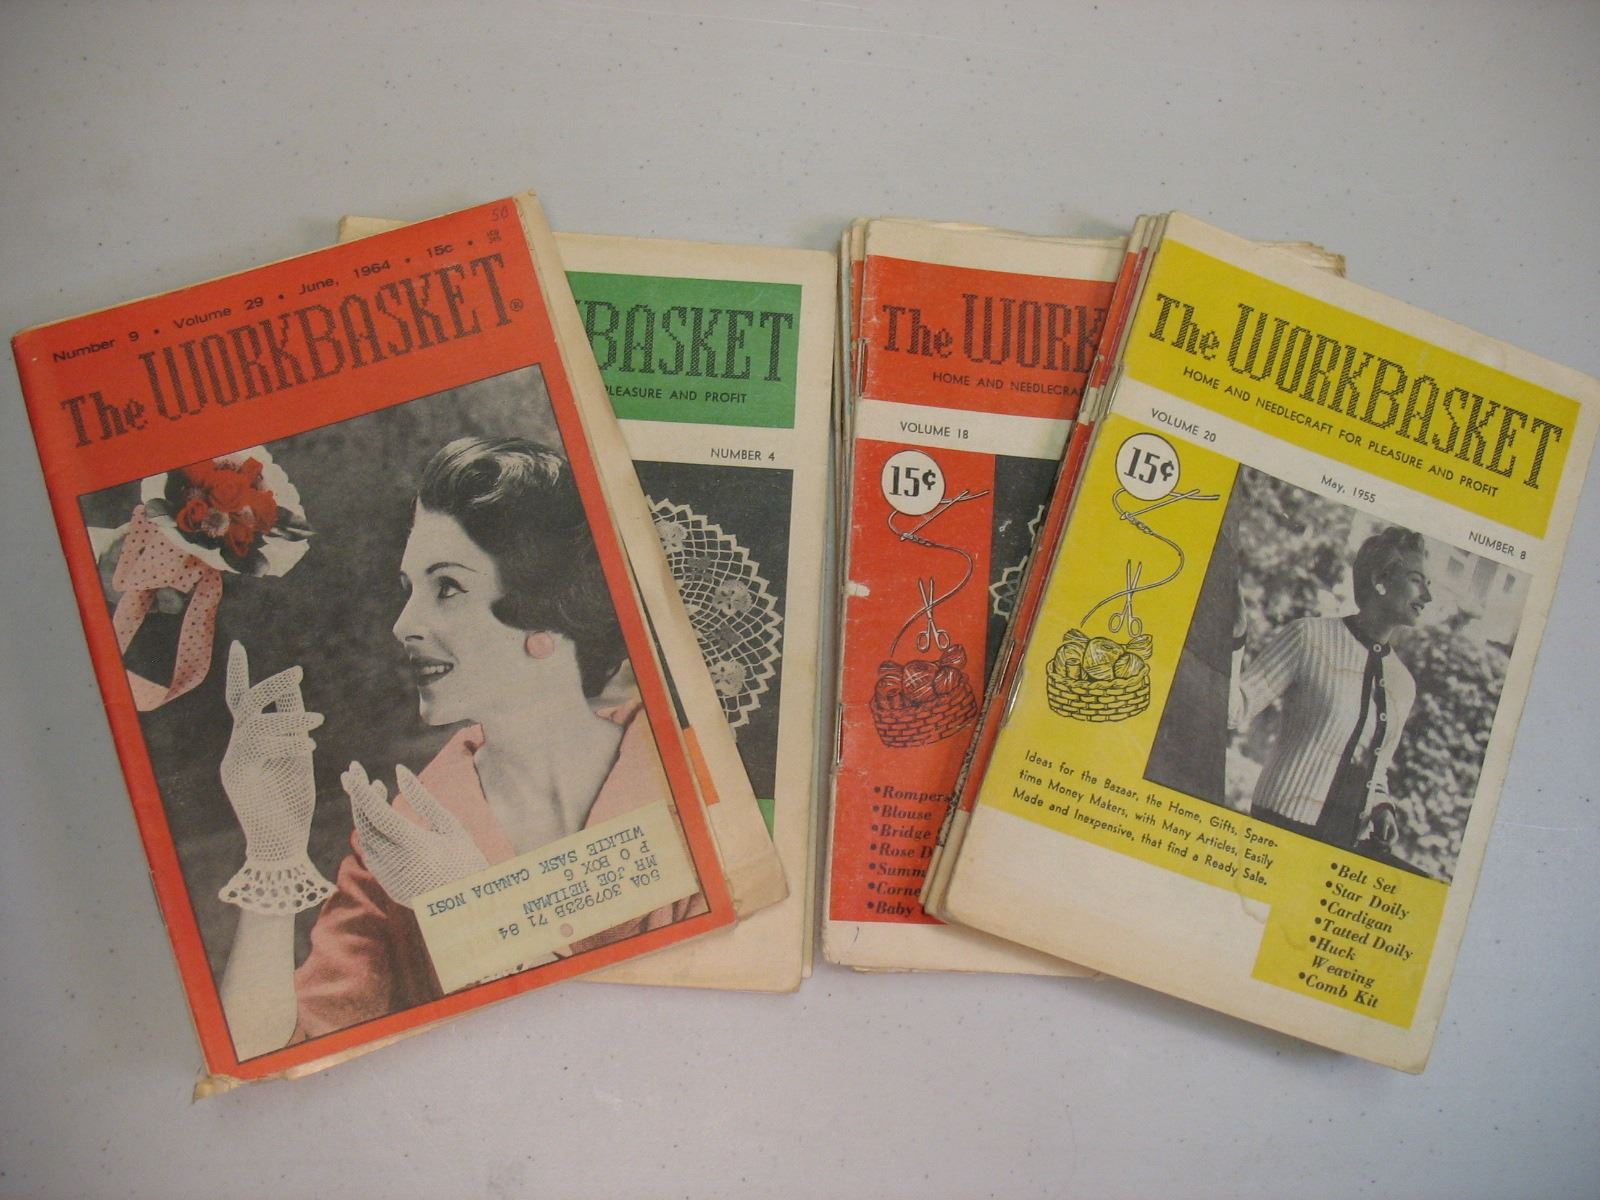 50
Number 9 • Volume 29 • June, 1964 • 15c •
The WORKBASKET®
50A 307923B 71 84
MR JOE HEILMAN
P O BOX 6
WILKIE SASK CANADA NOSI
BASKET
PLEASURE AND PROFIT
NUMBER 4
The WORK
HOME AND NEEDLECRA
VOLUME 18
15¢
•Rompers
•Blouse
•Bridge
•Rose D
•Summ
•Corne
•Baby
The WORKBASKET
HOME AND NEEDLECRAFT FOR PLEASURE AND PROFIT
VOLUME 20
May, 1955
NUMBER 8
15¢
Ideas for the Bazaar, the Home, Gifts, Spare-
time Money Makers, with Many Articles, Easily
Made and Inexpensive, that find a Ready Sale.
•Belt Set
•Star Doily
•Cardigan
•Tatted Doily
•Huck
Weaving
•Comb Kit